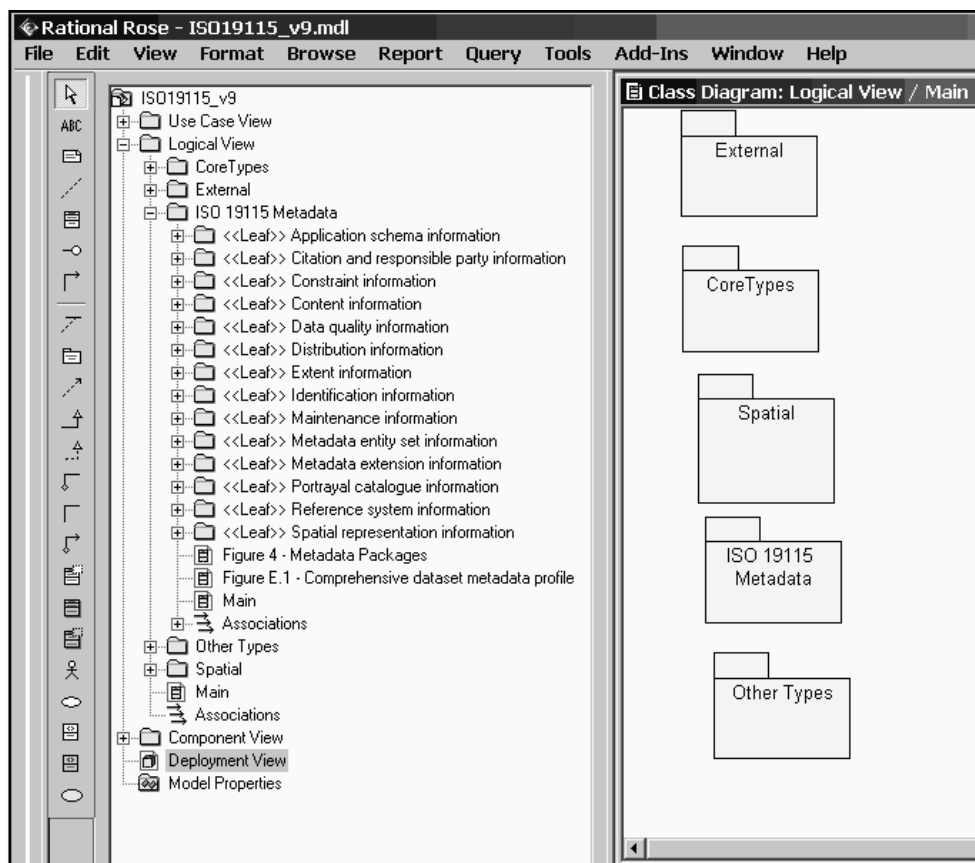 Rational Rose - ISO19115_v9.mdl
File Edit View Format Browse Report Query Tools Add-Ins Window Help
ABC
ISO19115_v9
Use Case View
Logical View
CoreTypes
External
ISO 19115 Metadata
<<Leaf>> Application schema information
<<Leaf>> Citation and responsible party information
<<Leaf>> Constraint information
<<Leaf>> Content information
<<Leaf>> Data quality information
<<Leaf>> Distribution information
<<Leaf>> Extent information
<<Leaf>> Identification information
<<Leaf>> Maintenance information
<<Leaf>> Metadata entity set information
<<Leaf>> Metadata extension information
<<Leaf>> Portrayal catalogue information
<<Leaf>> Reference system information
<<Leaf>> Spatial representation information
Figure 4 - Metadata Packages
Figure E.1 - Comprehensive dataset metadata profile
Main
Associations
Other Types
Spatial
Main
Associations
Component View
Deployment View
Model Properties
Class Diagram: Logical View / Main
External
CoreTypes
Spatial
ISO 19115
Metadata
Other Types